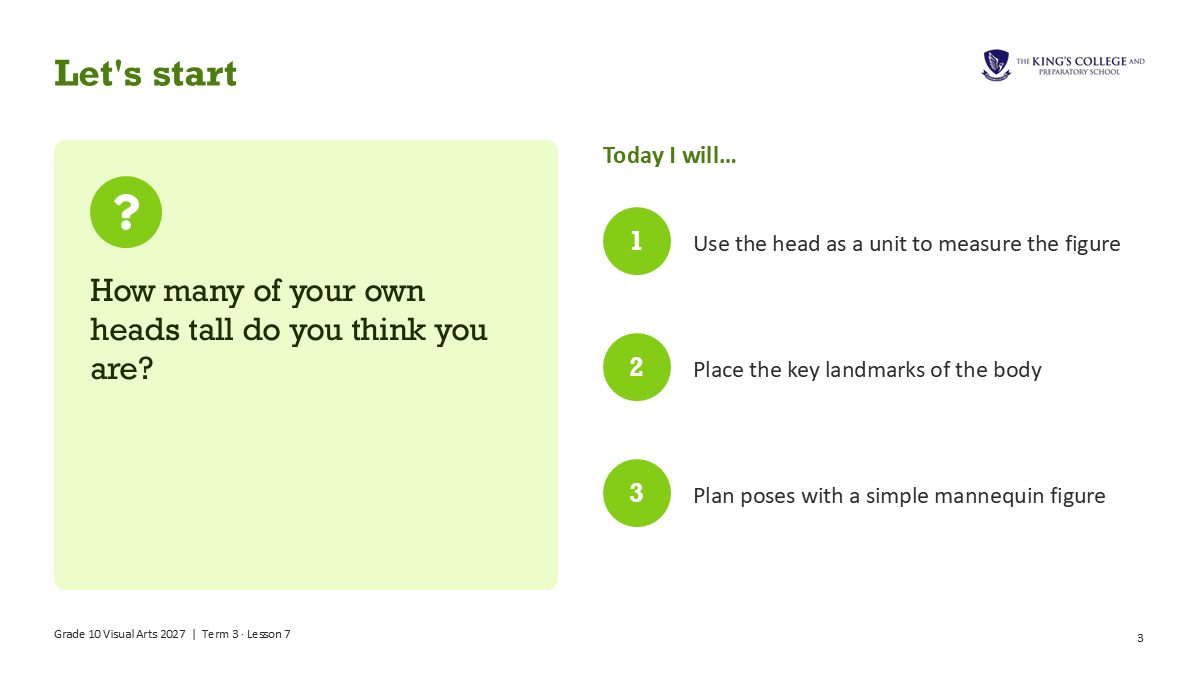 Let's start
THE KING'S COLLEGE AND
PREPARATORY SCHOOL
?
How many of your own
heads tall do you think you
are?
Today I will...
1
Use the head as a unit to measure the figure
2
Place the key landmarks of the body
3
Plan poses with a simple mannequin figure
Grade 10 Visual Arts 2027 | Term 3 · Lesson 7
3